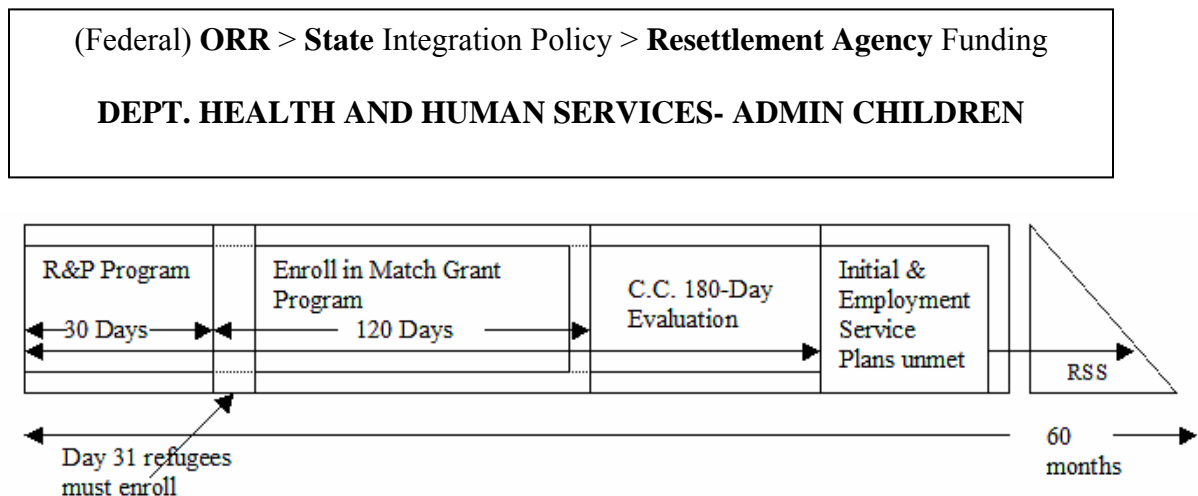 (Federal) ORR > State Integration Policy > Resettlement Agency Funding
DEPT. HEALTH AND HUMAN SERVICES- ADMIN CHILDREN
R&P Program
30 Days
Enroll in Match Grant
Program
120 Days
C.C. 180-Day
Evaluation
Initial &
Employment
Service
Plans unmet
RSS
60
months
Day 31 refugees
must enroll